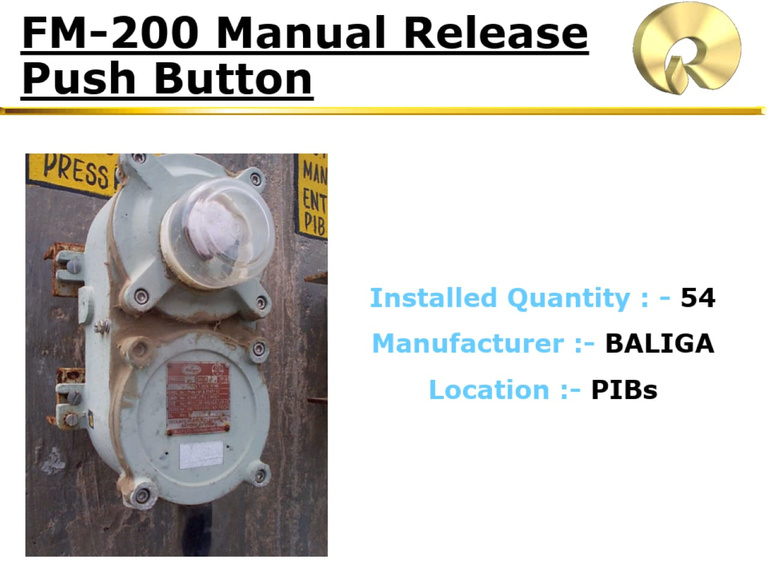 FM-200 Manual Release
Push Button
PRESS
MAN
ENT
PIB
Installed Quantity : - 54
Manufacturer :- BALIGA
Location :- PIBs